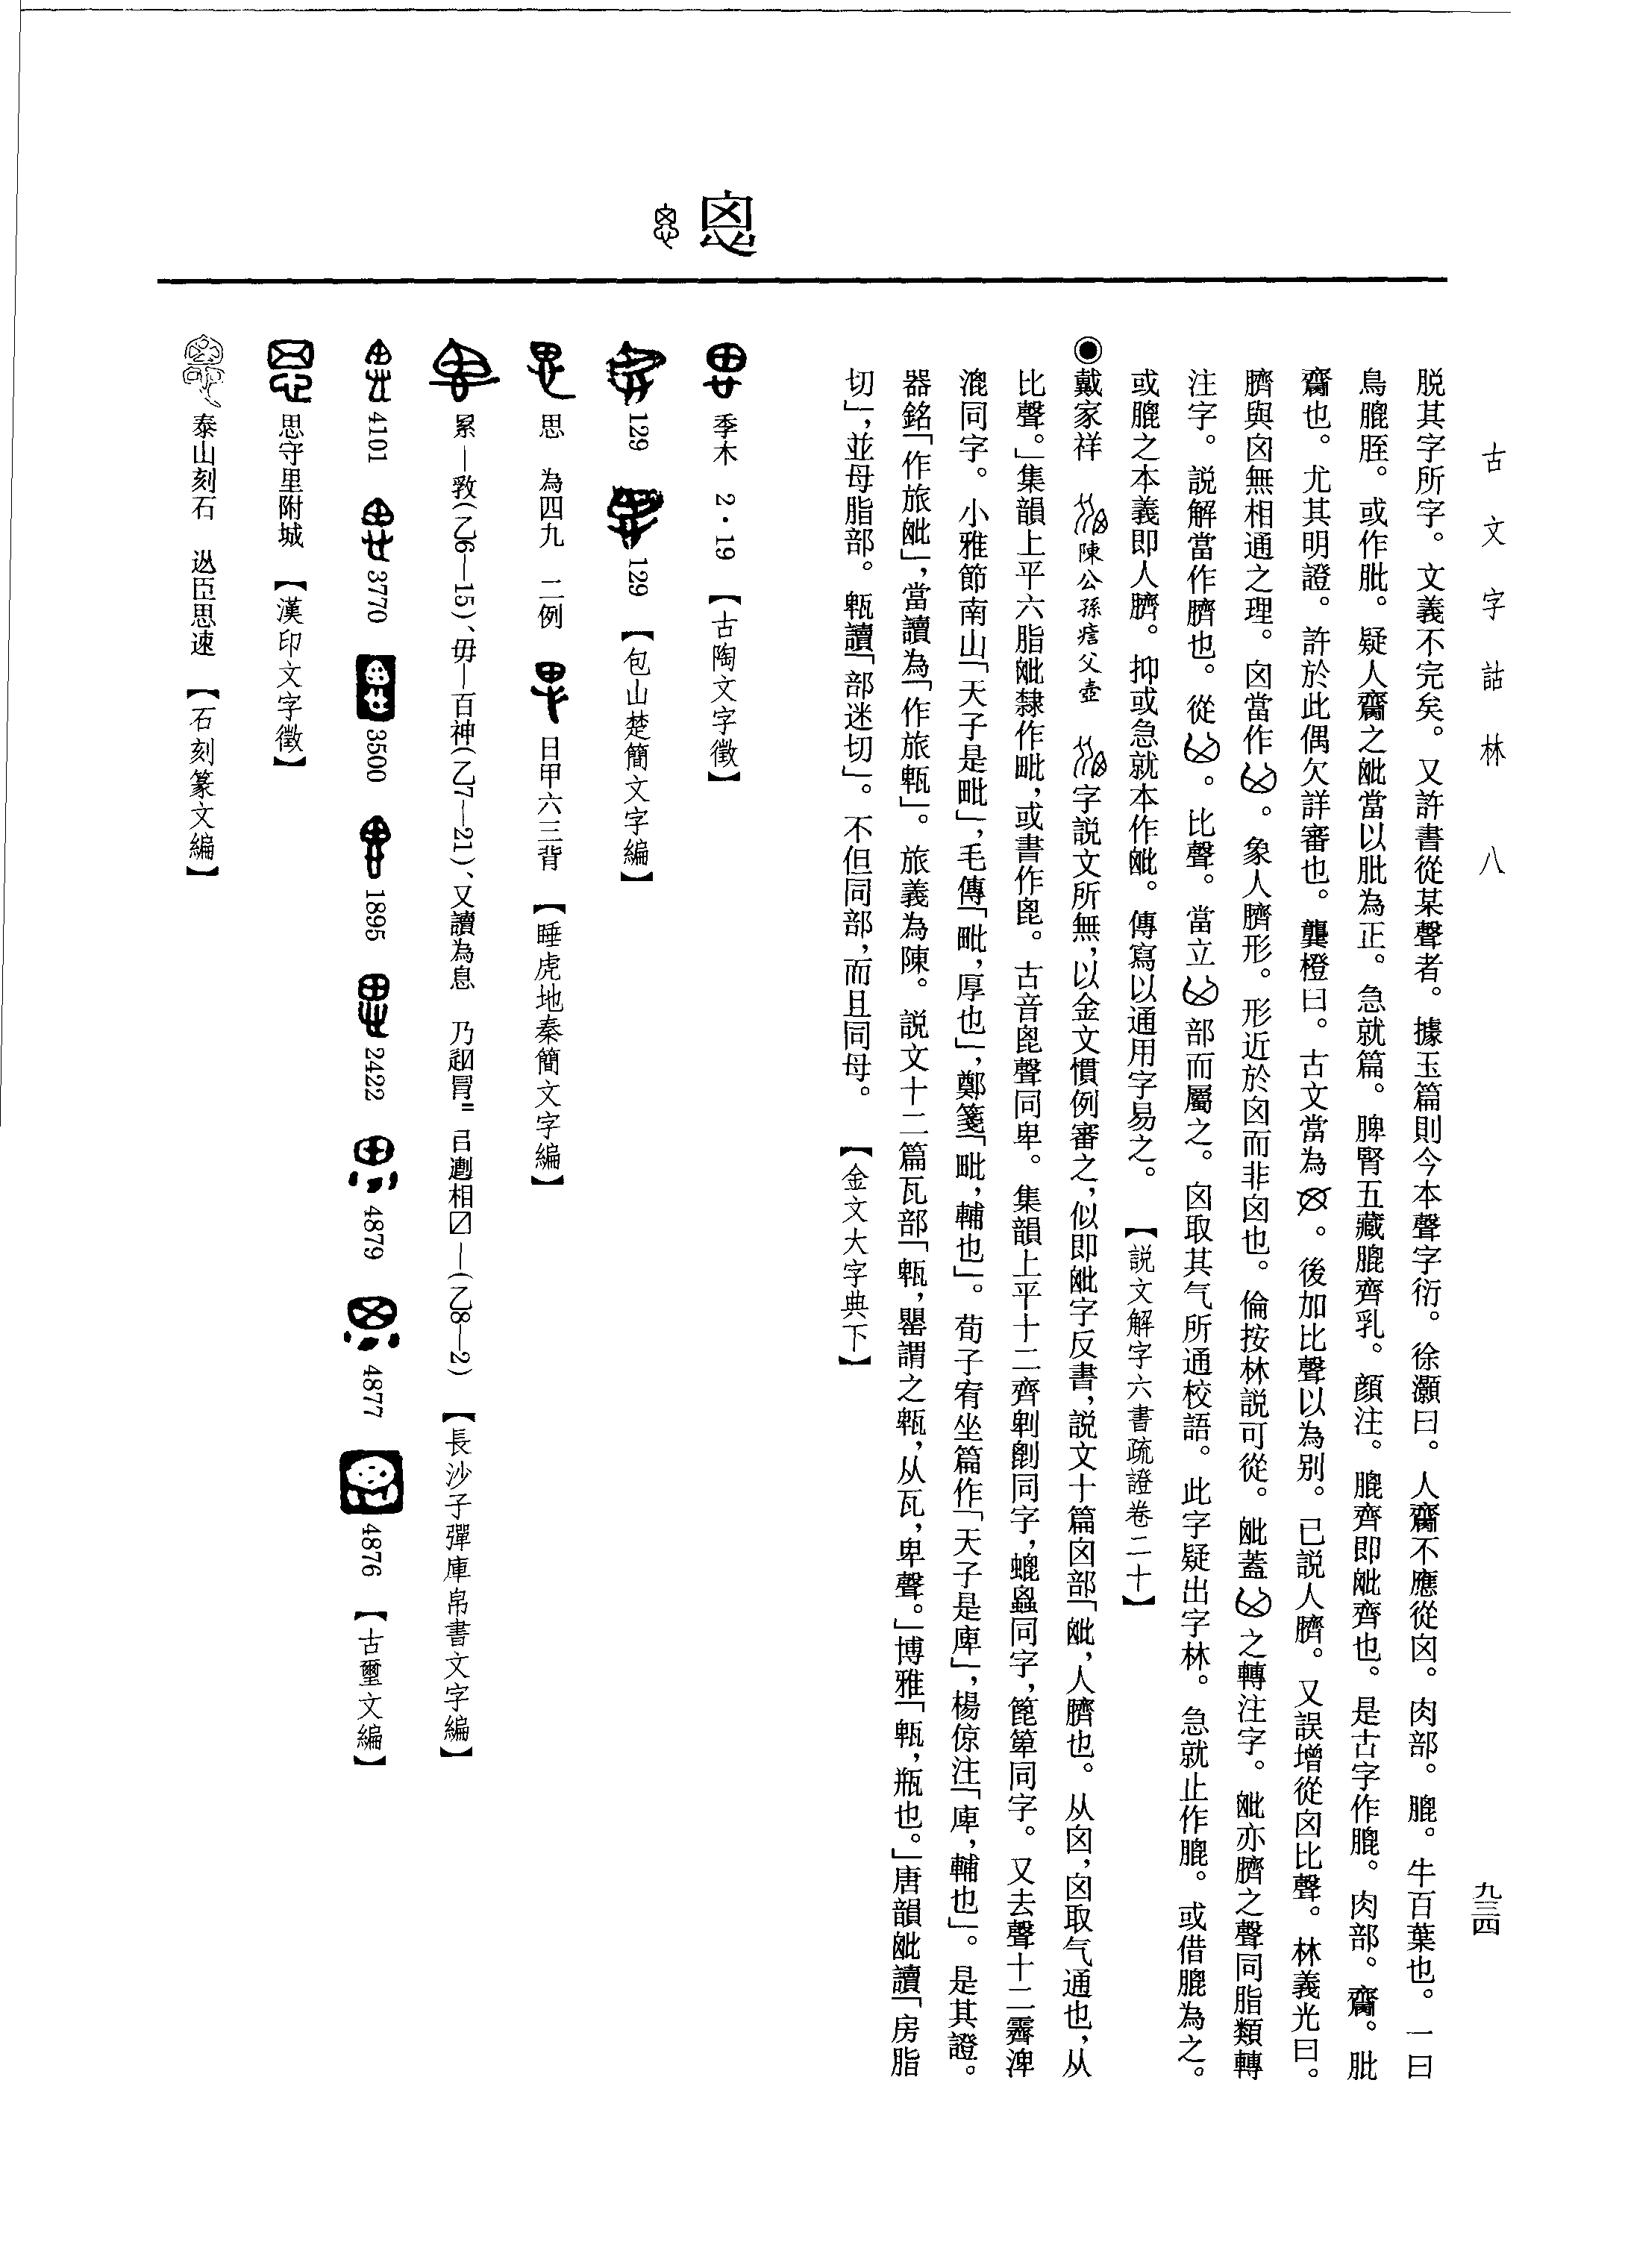 古文字詁林 八
九三四
脱其字所字。文義不完矣。又許書從某聲者。據玉篇則今本聲字衍。徐灝曰。人齎不應從囟。肉部。膍。牛百葉也。一曰
鳥膍胵。或作肶。疑人齎之𣬈當以肶為正。急就篇。脾腎五藏膍齊乳。顔注。膍齊即𣬈齊也。是古字作膍。肉部。齎。肶
齎也。尤其明證。許於此偶欠詳審也。龔橙曰。古文當為。後加比聲以為别。已説人臍。又誤增從囟比聲。林義光曰。
臍與囟無相通之理。囟當作。象人臍形。形近於囟而非囟也。倫按林説可從。𣬈蓋之轉注字。𣬈亦臍之聲同脂類轉
注字。説解當作臍也。從。比聲。當立部而屬之。囟取其气所通校語。此字疑出字林。急就止作膍。或借膍為之。
或膍之本義即人臍。抑或急就本作𣬈。傳寫以通用字易之。 【説文解字六書疏證卷二十】
◉戴家祥 陳公孫𤺄父壺 字説文所無，以金文慣例審之，似即𣬈字反書，説文十篇囟部「𣬈，人臍也。从囟，囟取气通也，从
比聲。」集韻上平六脂𣬈隸作毗，或書作毞。古音毞聲同卑。集韻上平十二齊剕㓟同字，螕蠶同字，篦箄同字。又去聲十二霽渒
漉同字。小雅節南山「天子是毗」，毛傳「毗，厚也」，鄭箋「毗，輔也」。荀子宥坐篇作「天子是庳」，楊倞注「庳，輔也」。是其證。
器銘「作旅𣬈」，當讀為「作旅甈」。旅義為陳。説文十二篇瓦部「甈，罌謂之甈，从瓦，卑聲。」博雅「甈，瓶也。」唐韻𣬈讀「房脂
切」，並母脂部。甈讀「部迷切」。不但同部，而且同母。 【金文大字典下】
恖
季木 2·19 【古陶文字徵】
129 129 【包山楚簡文字編】
思 為四九 二例 日甲六三背 【睡虎地秦簡文字編】
累—敩(乙6—15)、毋—百神(乙7—21)、又讀為息 乃 相—(乙8—2) 【長沙子彈庫帛書文字編】
4101 3770 3500 1895 2422 4879 4877 4876 【古璽文編】
思守里附城 【漢印文字徵】
泰山刻石 𧺆臣思速 【石刻篆文編】